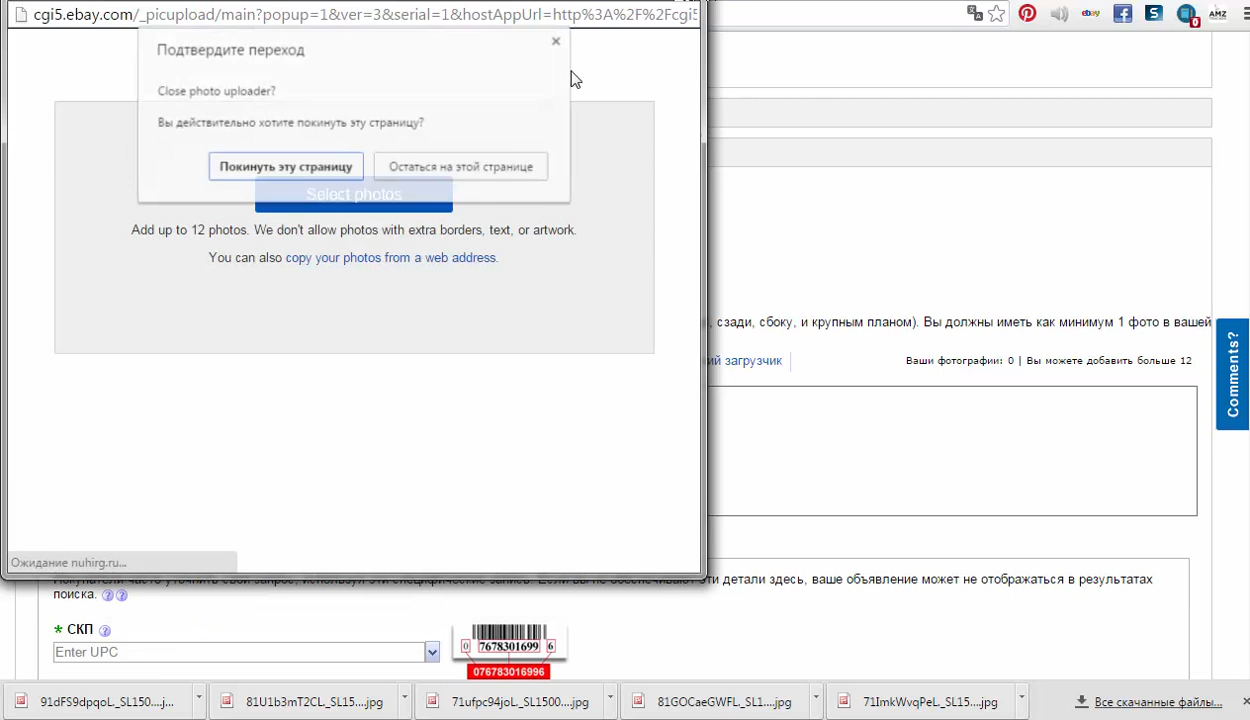 cgi5.ebay.com/_picupload/main?popup=1&ver=3&serial=1&hostAppUrl=http%3A%2F%2Fcgi5
Подтвердите переход
Close photo uploader?
Вы действительно хотите покинуть эту страницу?
Покинуть эту страницу
Остаться на этой странице
Select photos
Add up to 12 photos. We don't allow photos with extra borders, text, or artwork.
You can also copy your photos from a web address.
ebay
f
S
0
AMZ
, сзади, сбоку, и крупным планом). Вы должны иметь как минимум 1 фото в вашей
ий загрузчик
Ваши фотографии: 0 | Вы можете добавить больше 12
Comments?
Ожидание nuhirg.ru...
ти детали здесь, ваше объявление может не отображаться в результатах
поиска.
* СКП
Enter UPC
0 7678301699 6
076783016996
91dFS9dpqoL._SL150....j...
81U1b3mT2CL_SL15....jpg
71ufpc94joL._SL1500...jpg
81GOCaeGWFL._SL1....jpg
71ImkWvqPeL._SL15....jpg
Все скачанные файлы...